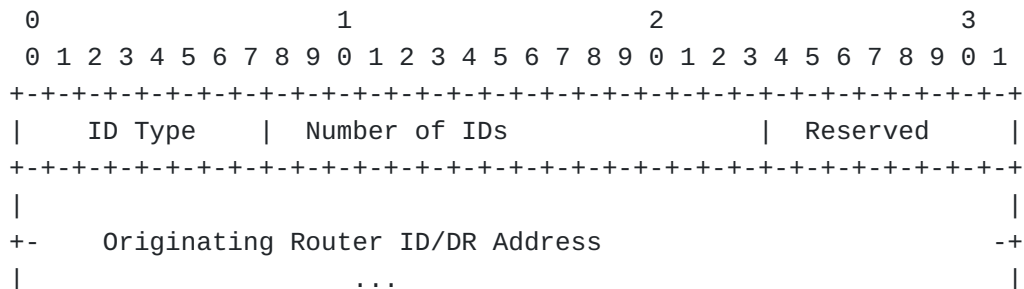 0                   1                   2                   3
 0 1 2 3 4 5 6 7 8 9 0 1 2 3 4 5 6 7 8 9 0 1 2 3 4 5 6 7 8 9 0 1
+-+-+-+-+-+-+-+-+-+-+-+-+-+-+-+-+-+-+-+-+-+-+-+-+-+-+-+-+-+-+-+-+
|    ID Type    |  Number of IDs                |  Reserved     |
+-+-+-+-+-+-+-+-+-+-+-+-+-+-+-+-+-+-+-+-+-+-+-+-+-+-+-+-+-+-+-+-+
|                                                               |
+-    Originating Router ID/DR Address                         -+
|                     ...                                       |